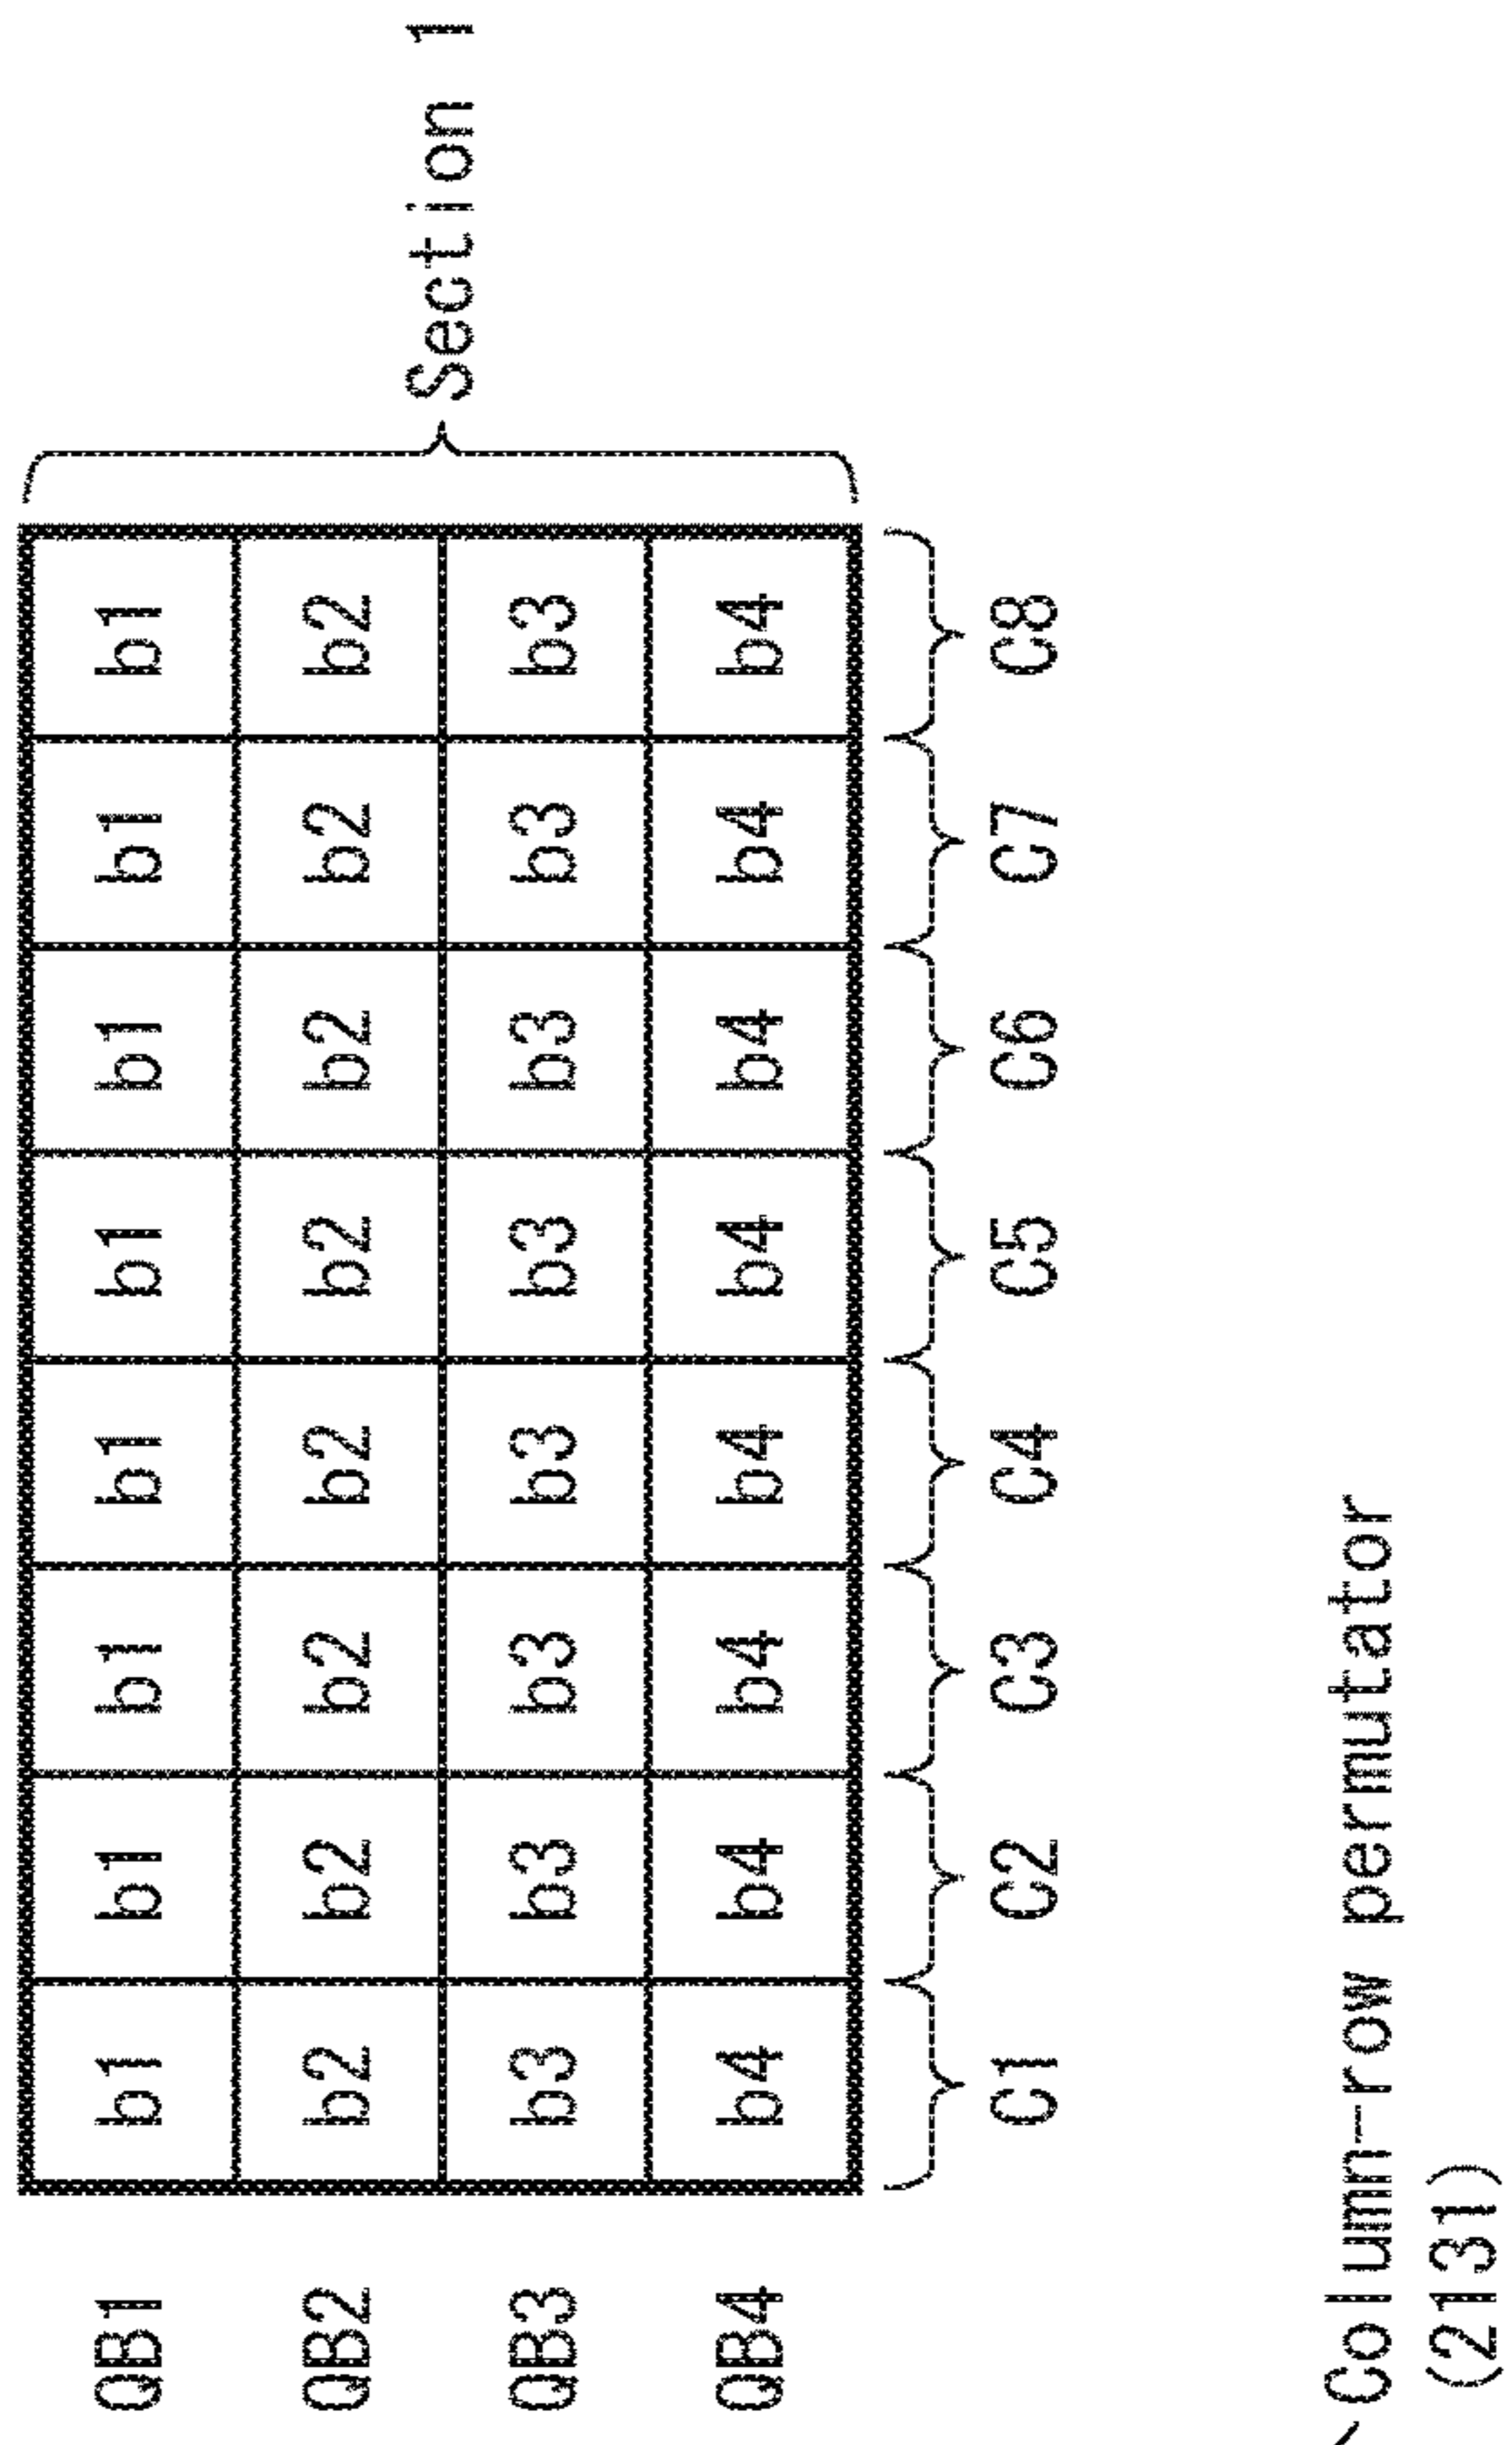 QB1 b1 b1 b1 b1 b1 b1 b1 b1
QB2 b2 b2 b2 b2 b2 b2 b2 b2
Section 1
QB3 b3 b3 b3 b3 b3 b3 b3 b3
QB4 b4 b4 b4 b4 b4 b4 b4 b4
C1 C2 C3 C4 C5 C6 C7 C8
Column-row permutator
(2131)